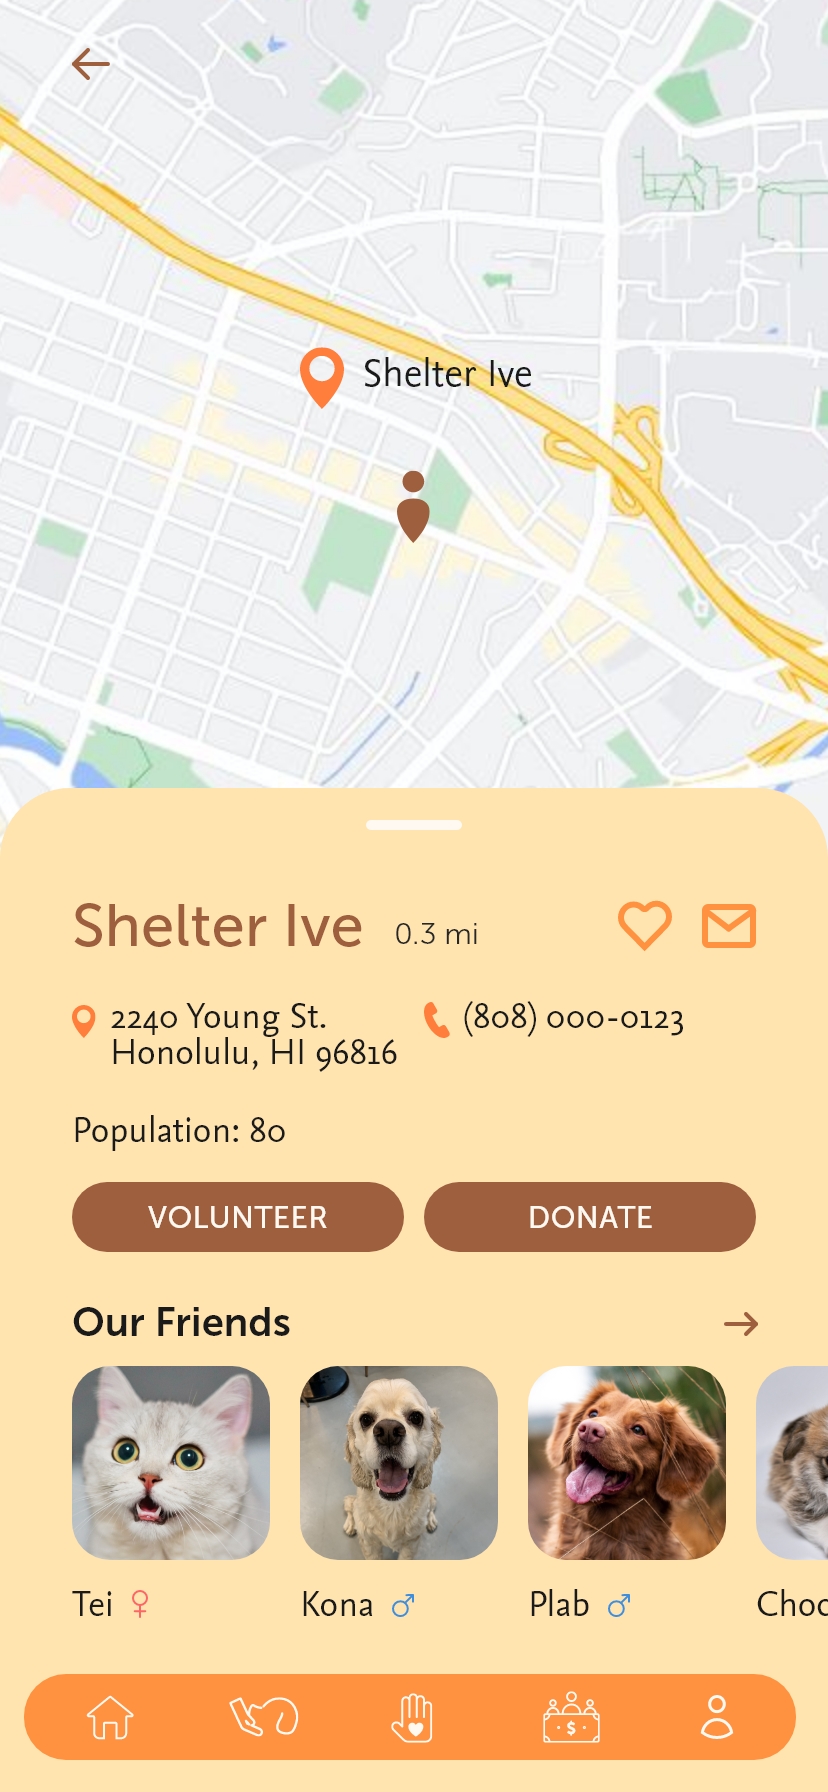 Shelter Ive
Shelter Ive 0.3 mi
2240 Young St.
Honolulu, HI 96816
(808) 000-0123
Population: 80
VOLUNTEER
DONATE
Our Friends
Tei ♀
Kona ♂
Plab ♂
$